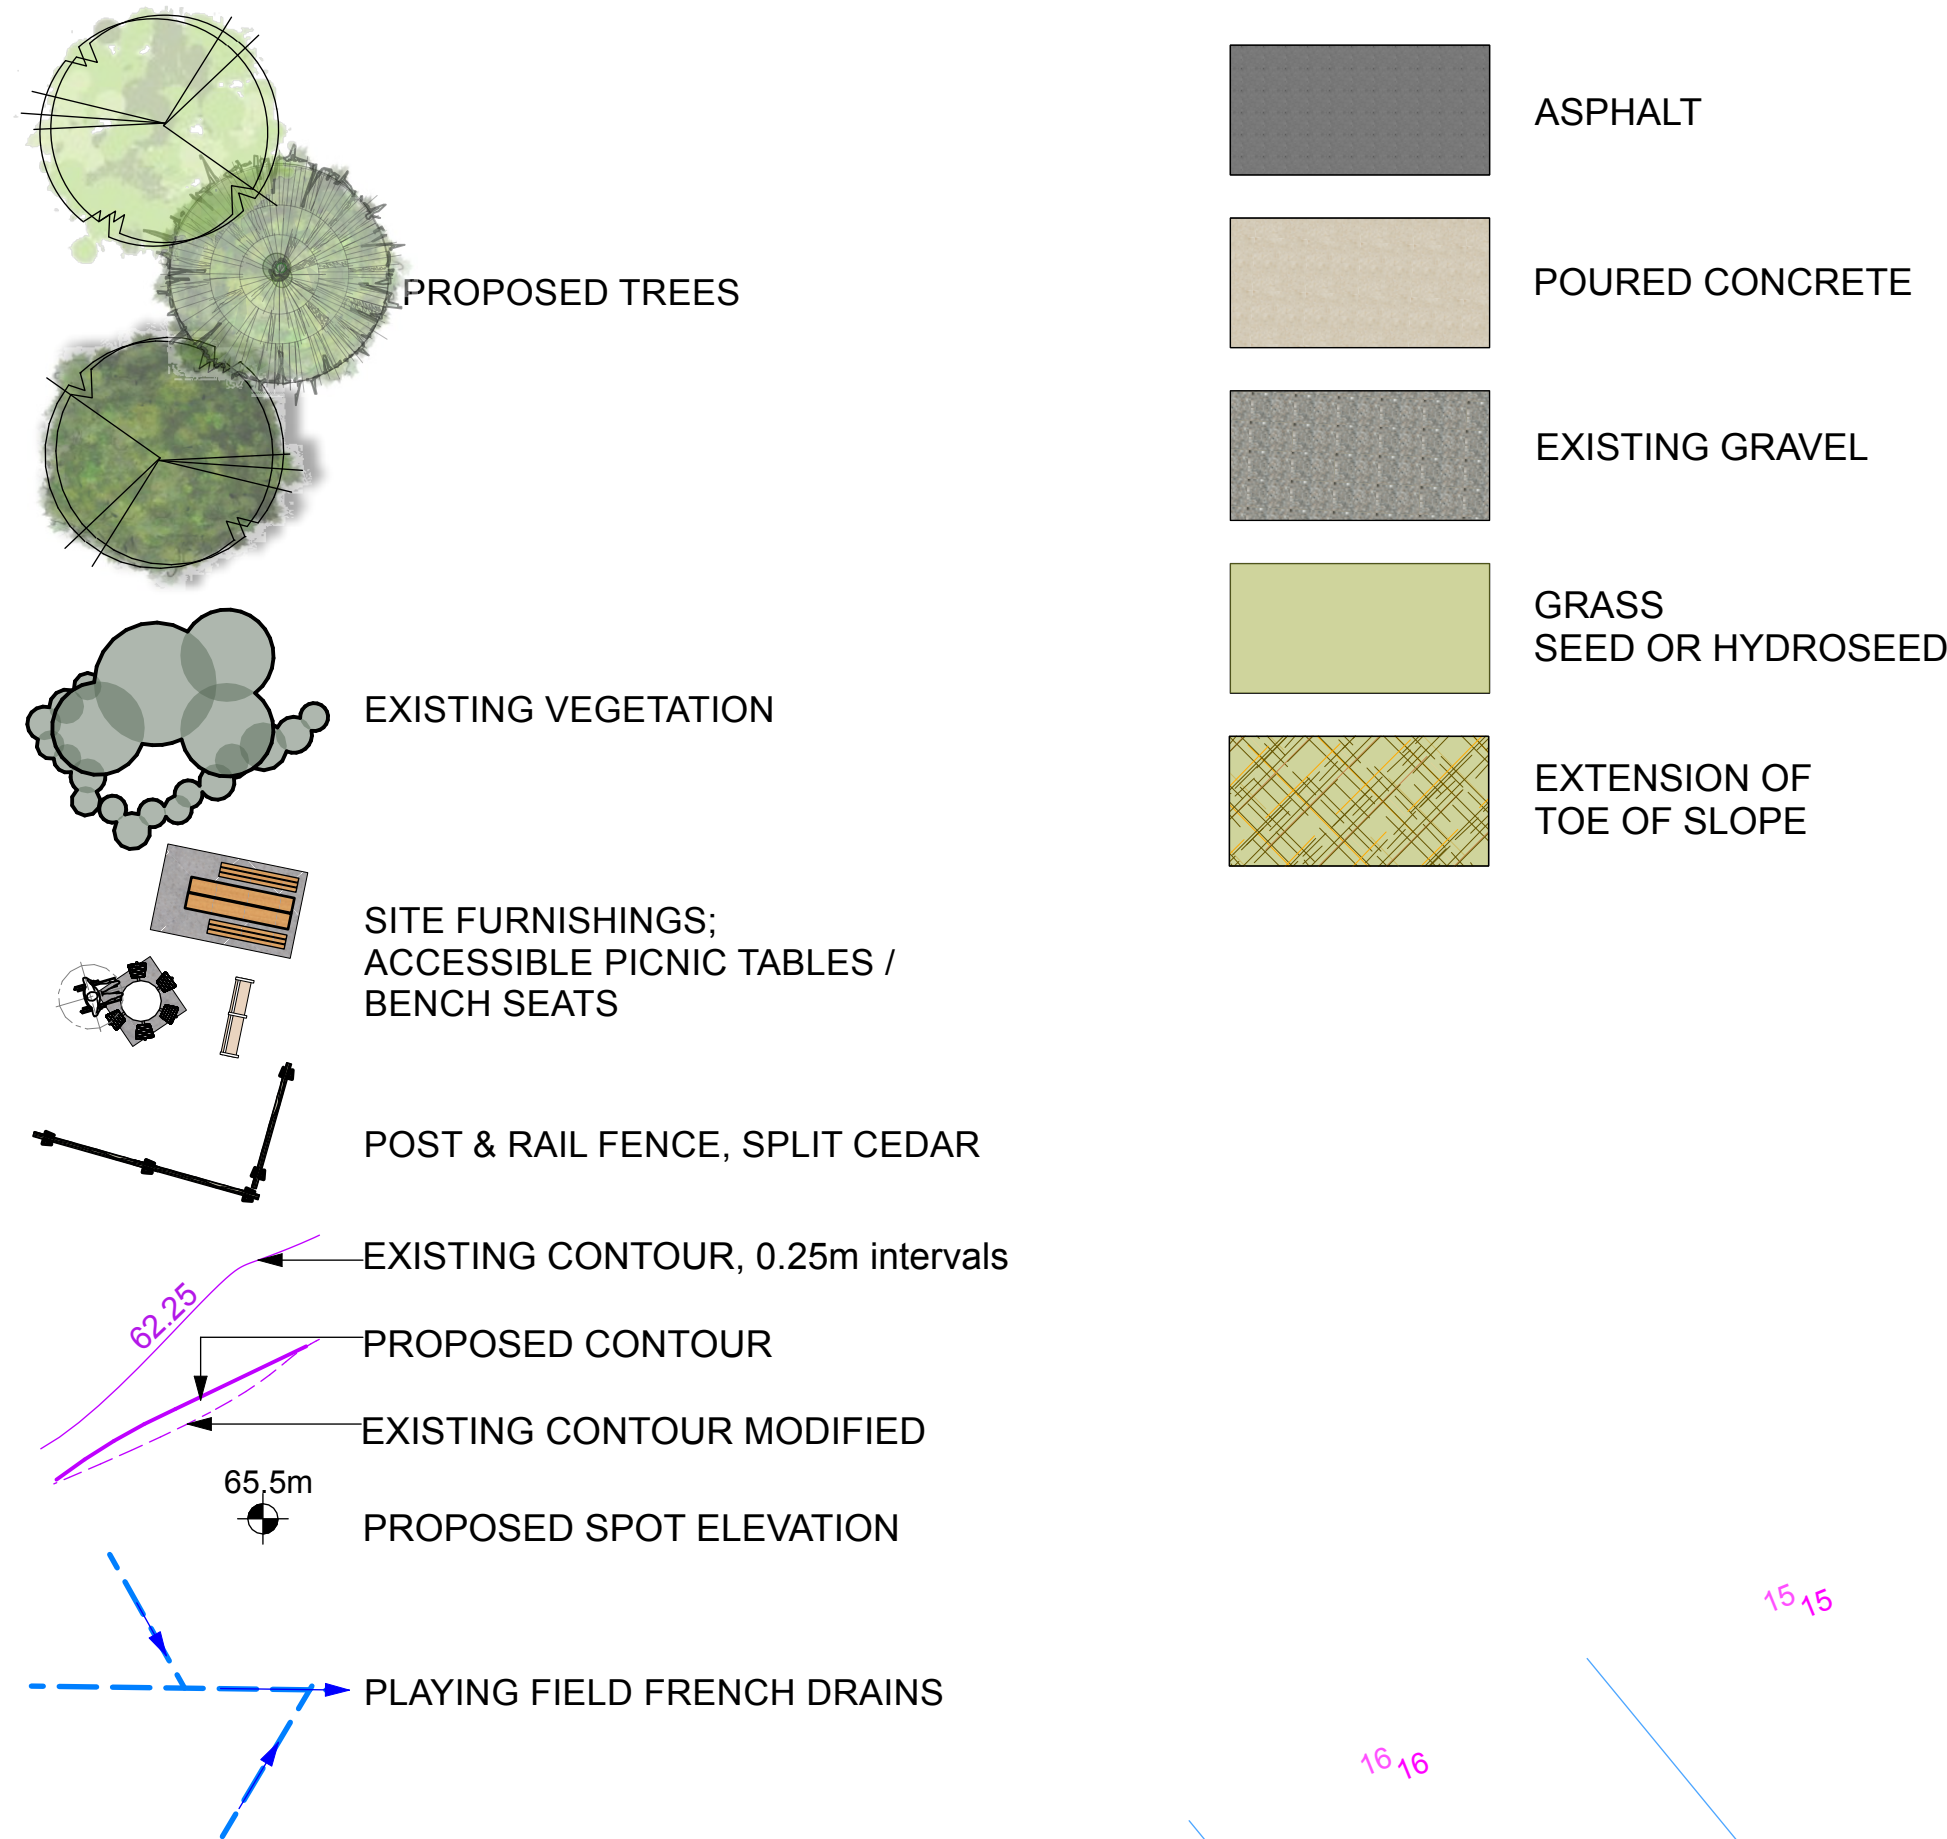 PROPOSED TREES
EXISTING VEGETATION
SITE FURNISHINGS;
ACCESSIBLE PICNIC TABLES /
BENCH SEATS
POST & RAIL FENCE, SPLIT CEDAR
EXISTING CONTOUR, 0.25m intervals
62.25
PROPOSED CONTOUR
EXISTING CONTOUR MODIFIED
65.5m
PROPOSED SPOT ELEVATION
PLAYING FIELD FRENCH DRAINS
ASPHALT
POURED CONCRETE
EXISTING GRAVEL
GRASS
SEED OR HYDROSEED
EXTENSION OF
TOE OF SLOPE
15 15
16 16